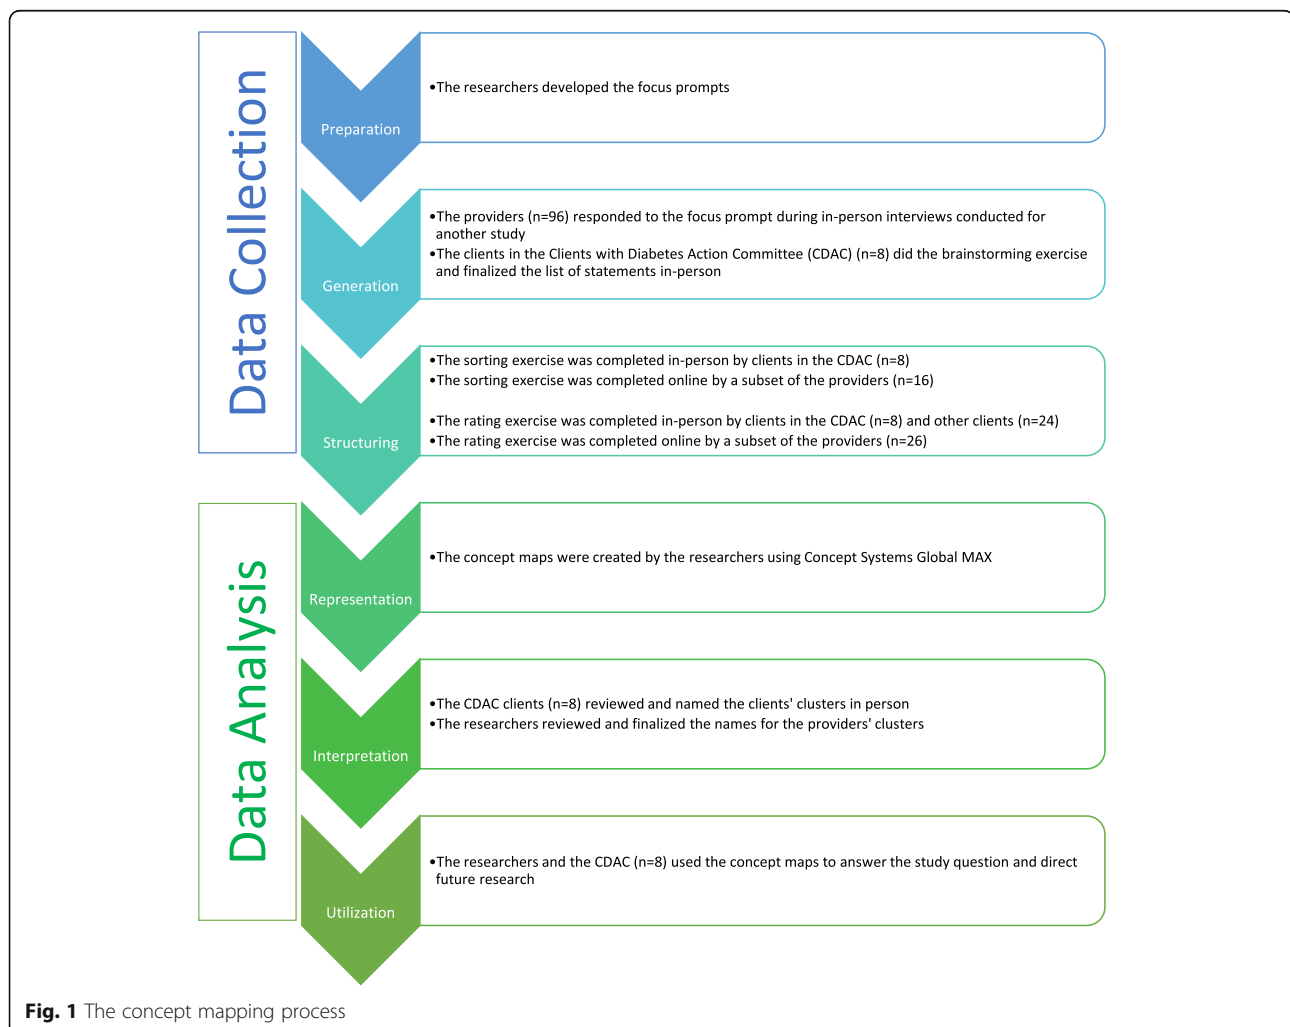 Data Collection
Preparation
•The researchers developed the focus prompts
Generation
•The providers (n=96) responded to the focus prompt during in-person interviews conducted for
another study
•The clients in the Clients with Diabetes Action Committee (CDAC) (n=8) did the brainstorming exercise
and finalized the list of statements in-person
Structuring
•The sorting exercise was completed in-person by clients in the CDAC (n=8)
•The sorting exercise was completed online by a subset of the providers (n=16)
•The rating exercise was completed in-person by clients in the CDAC (n=8) and other clients (n=24)
•The rating exercise was completed online by a subset of the providers (n=26)
Data Analysis
Representation
•The concept maps were created by the researchers using Concept Systems Global MAX
Interpretation
•The CDAC clients (n=8) reviewed and named the clients' clusters in person
•The researchers reviewed and finalized the names for the providers' clusters
Utilization
•The researchers and the CDAC (n=8) used the concept maps to answer the study question and direct
future research
Fig. 1 The concept mapping process